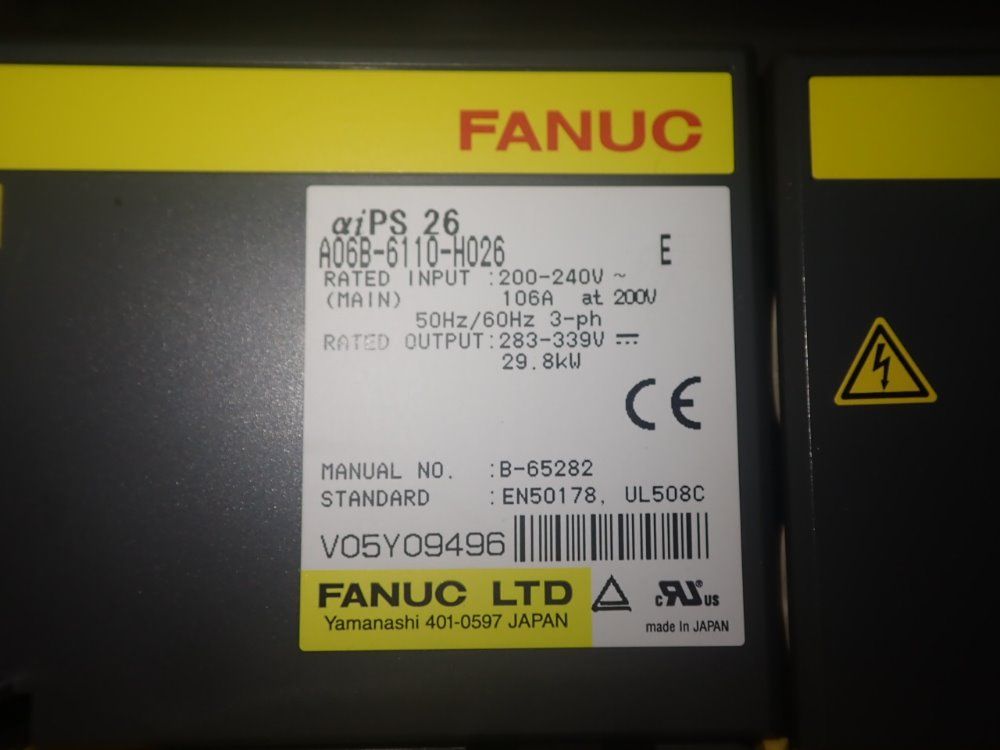 FANUC
αiPS 26
A06B-6110-H026 E
RATED INPUT :200-240V ~
(MAIN) 106A at 200V
50Hz/60Hz 3-ph
RATED OUTPUT:283-339V ⎓
29.8kW
CE
MANUAL NO. :B-65282
STANDARD :EN50178, UL508C
V05Y09496
FANUC LTD
Yamanashi 401-0597 JAPAN
c RU® US
made In JAPAN